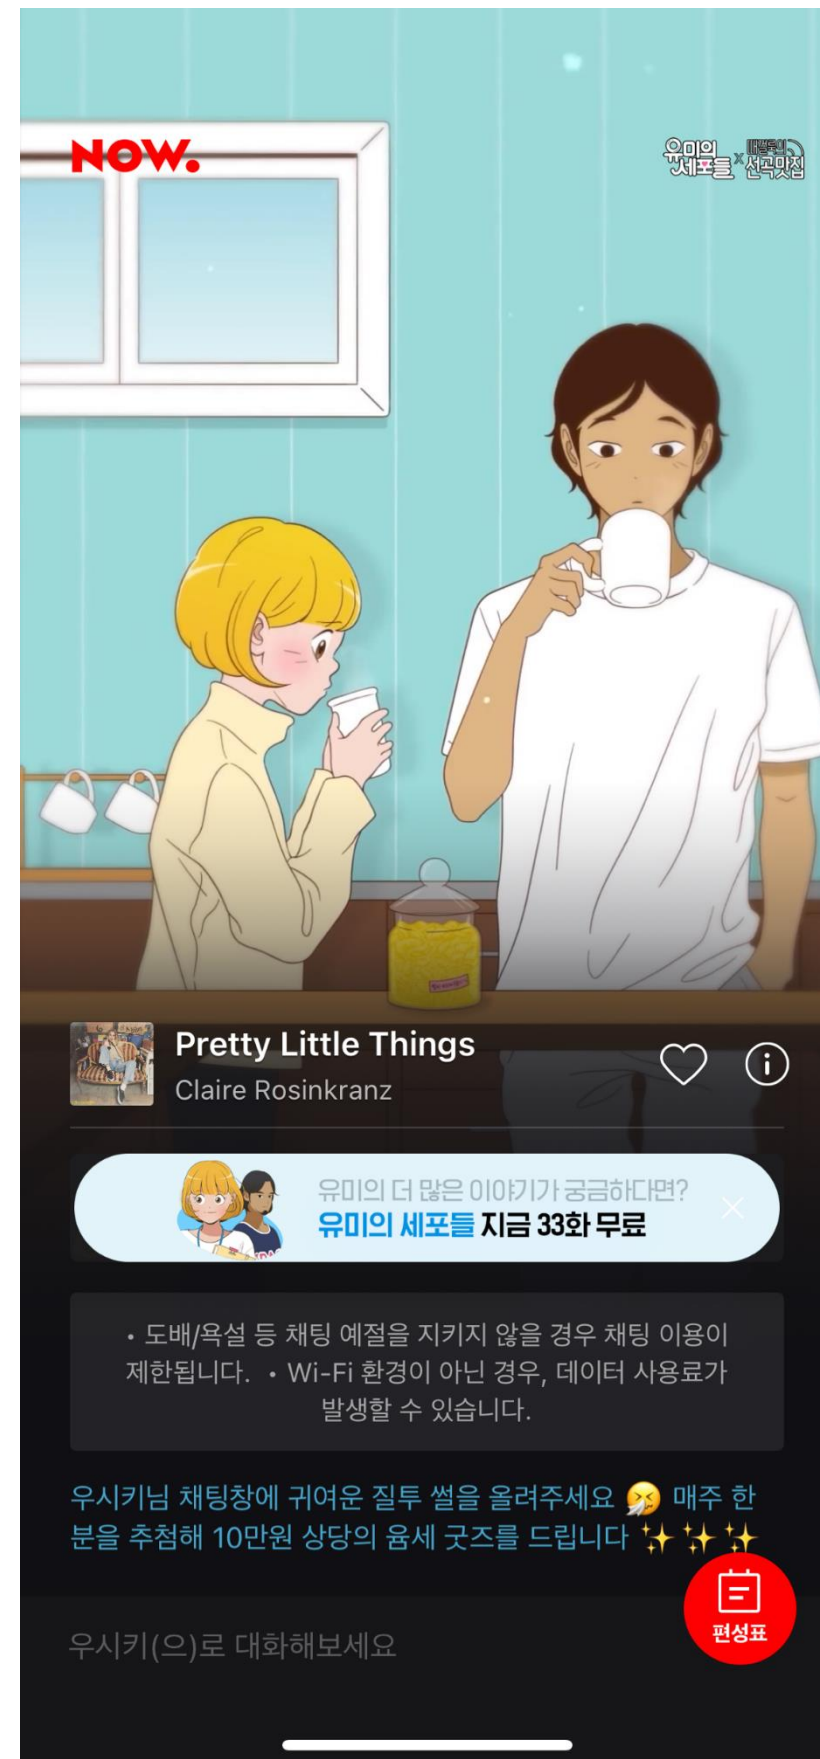 NOW.
유미의
세포들
x
선곡맛집
Pretty Little Things
Claire Rosinkranz
유미의 더 많은 이야기가 궁금하다면?
유미의 세포들 지금 33화 무료
• 도배/욕설 등 채팅 예절을 지키지 않을 경우 채팅 이용이
제한됩니다. • Wi-Fi 환경이 아닌 경우, 데이터 사용료가
발생할 수 있습니다.
우시키님 채팅창에 귀여운 질투 썰을 올려주세요 🤧 매주 한
분을 추첨해 10만원 상당의 윰세 굿즈를 드립니다 ✨ ✨ ✨
편성표
우시키(으)로 대화해보세요